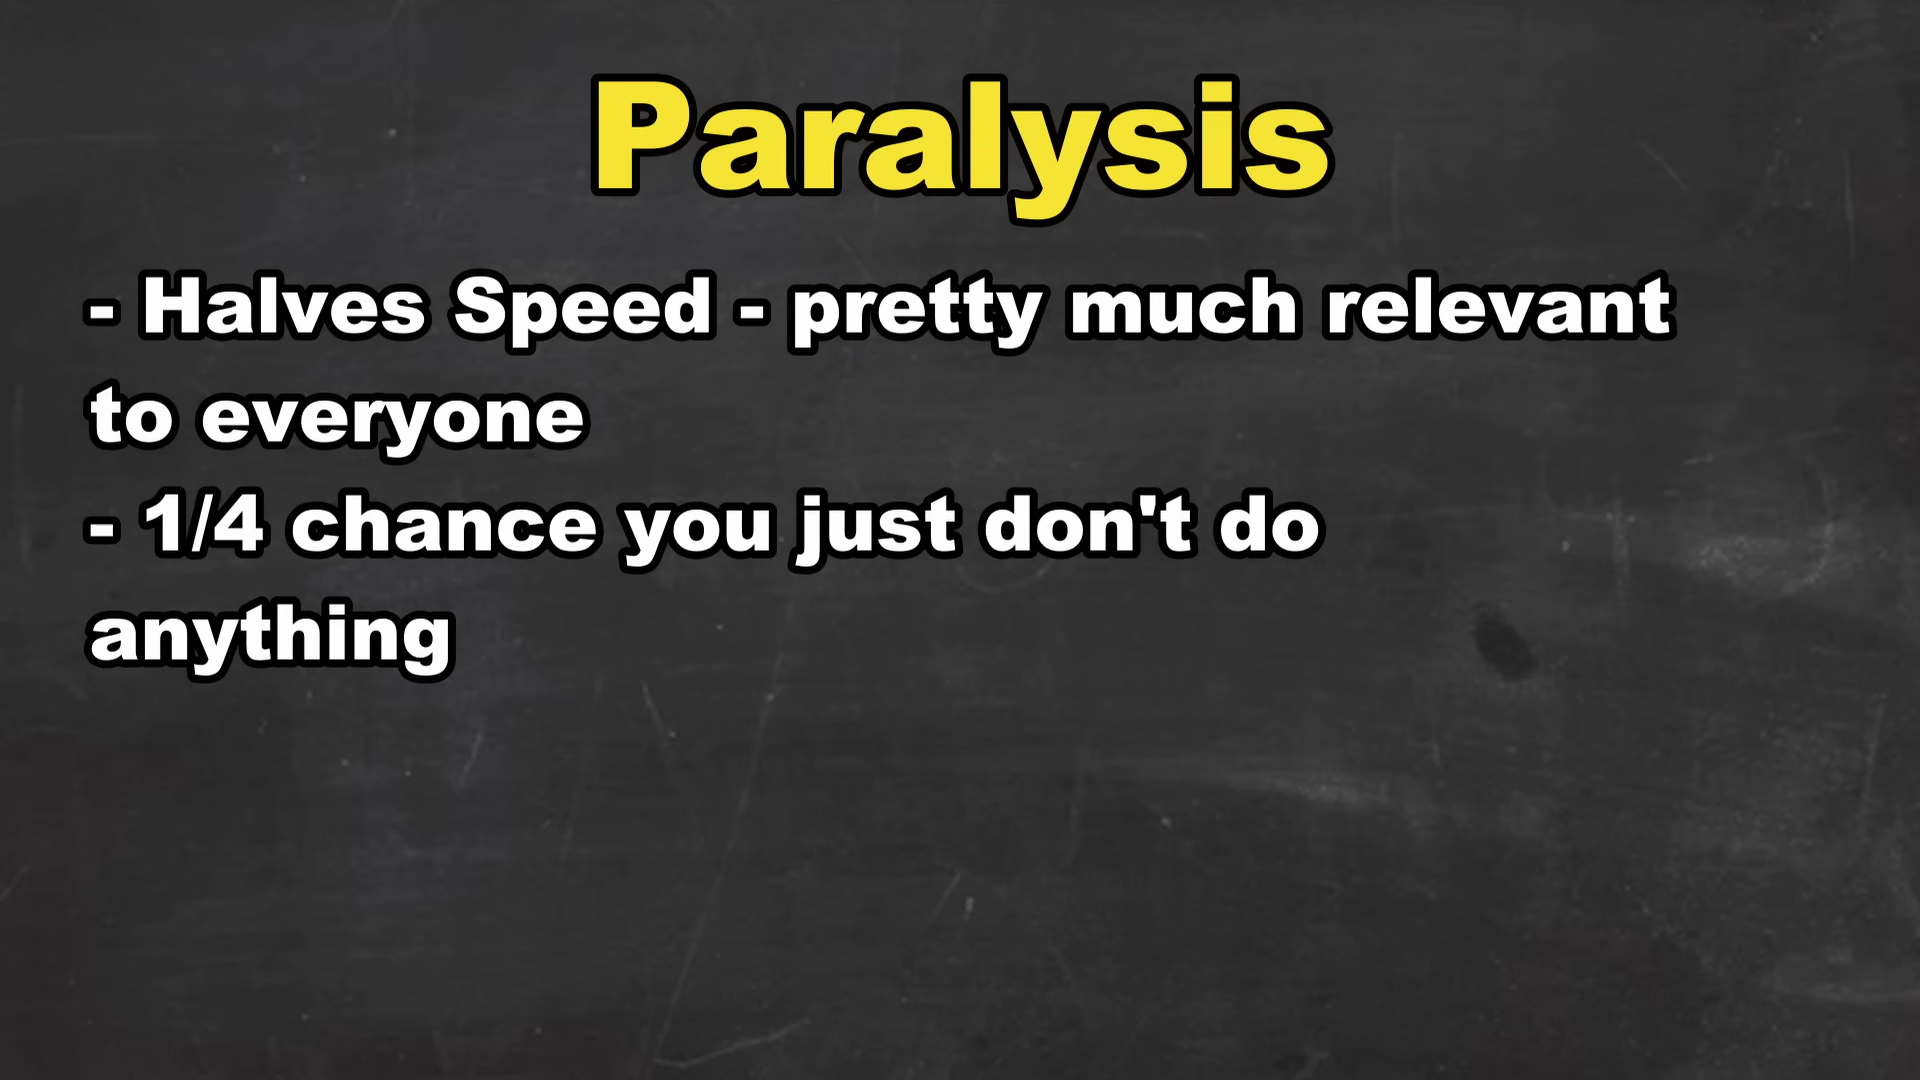 Paralysis
- Halves Speed - pretty much relevant
to everyone
- 1/4 chance you just don't do
anything